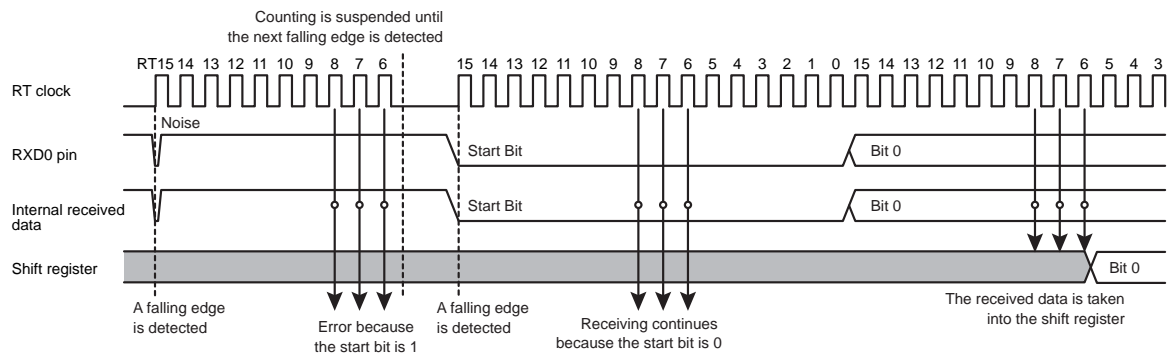 Counting is suspended until
the next falling edge is detected
RT15 14 13 12 11 10 9 8 7 6 15 14 13 12 11 10 9 8 7 6 5 4 3 2 1 0 15 14 13 12 11 10 9 8 7 6 5 4 3
RT clock
Noise
RXD0 pin
Start Bit
Bit 0
Internal received
data
Start Bit
Bit 0
Shift register
Bit 0
A falling edge
is detected
Error because
the start bit is 1
A falling edge
is detected
Receiving continues
because the start bit is 0
The received data is taken
into the shift register